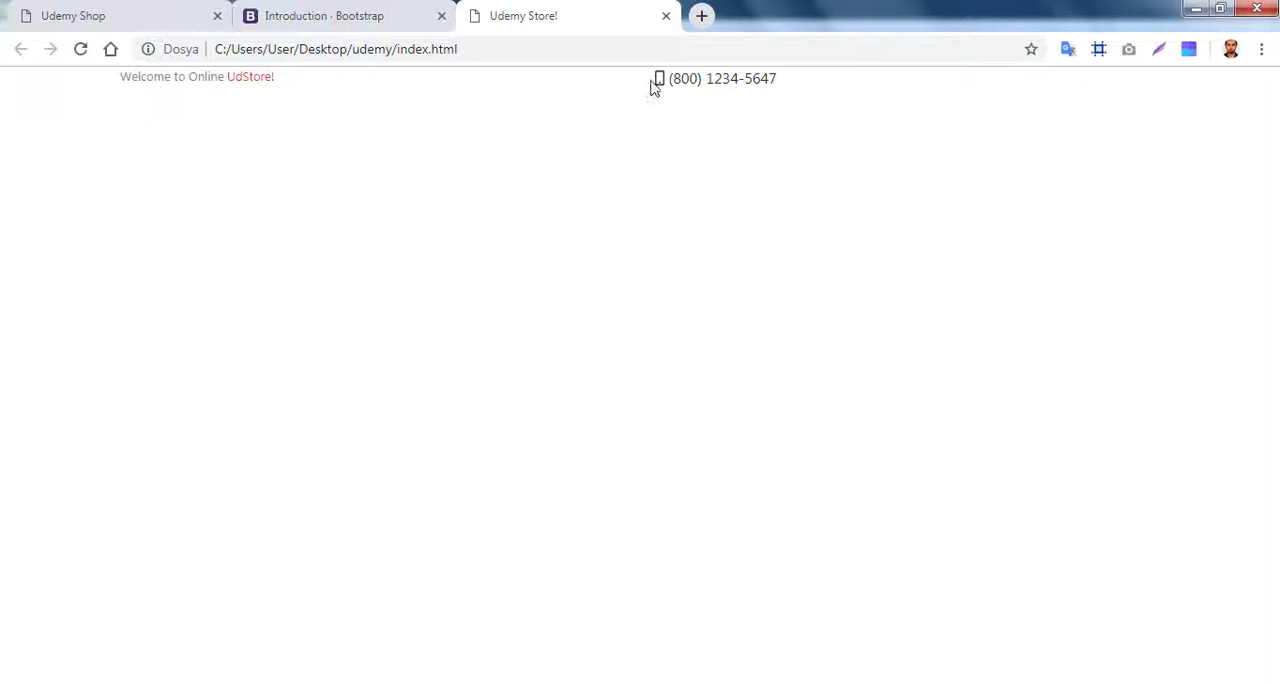 Udemy Shop
Introduction · Bootstrap
Udemy Store!
Dosya | C:/Users/User/Desktop/udemy/index.html
Welcome to Online UdStore!
(800) 1234-5647